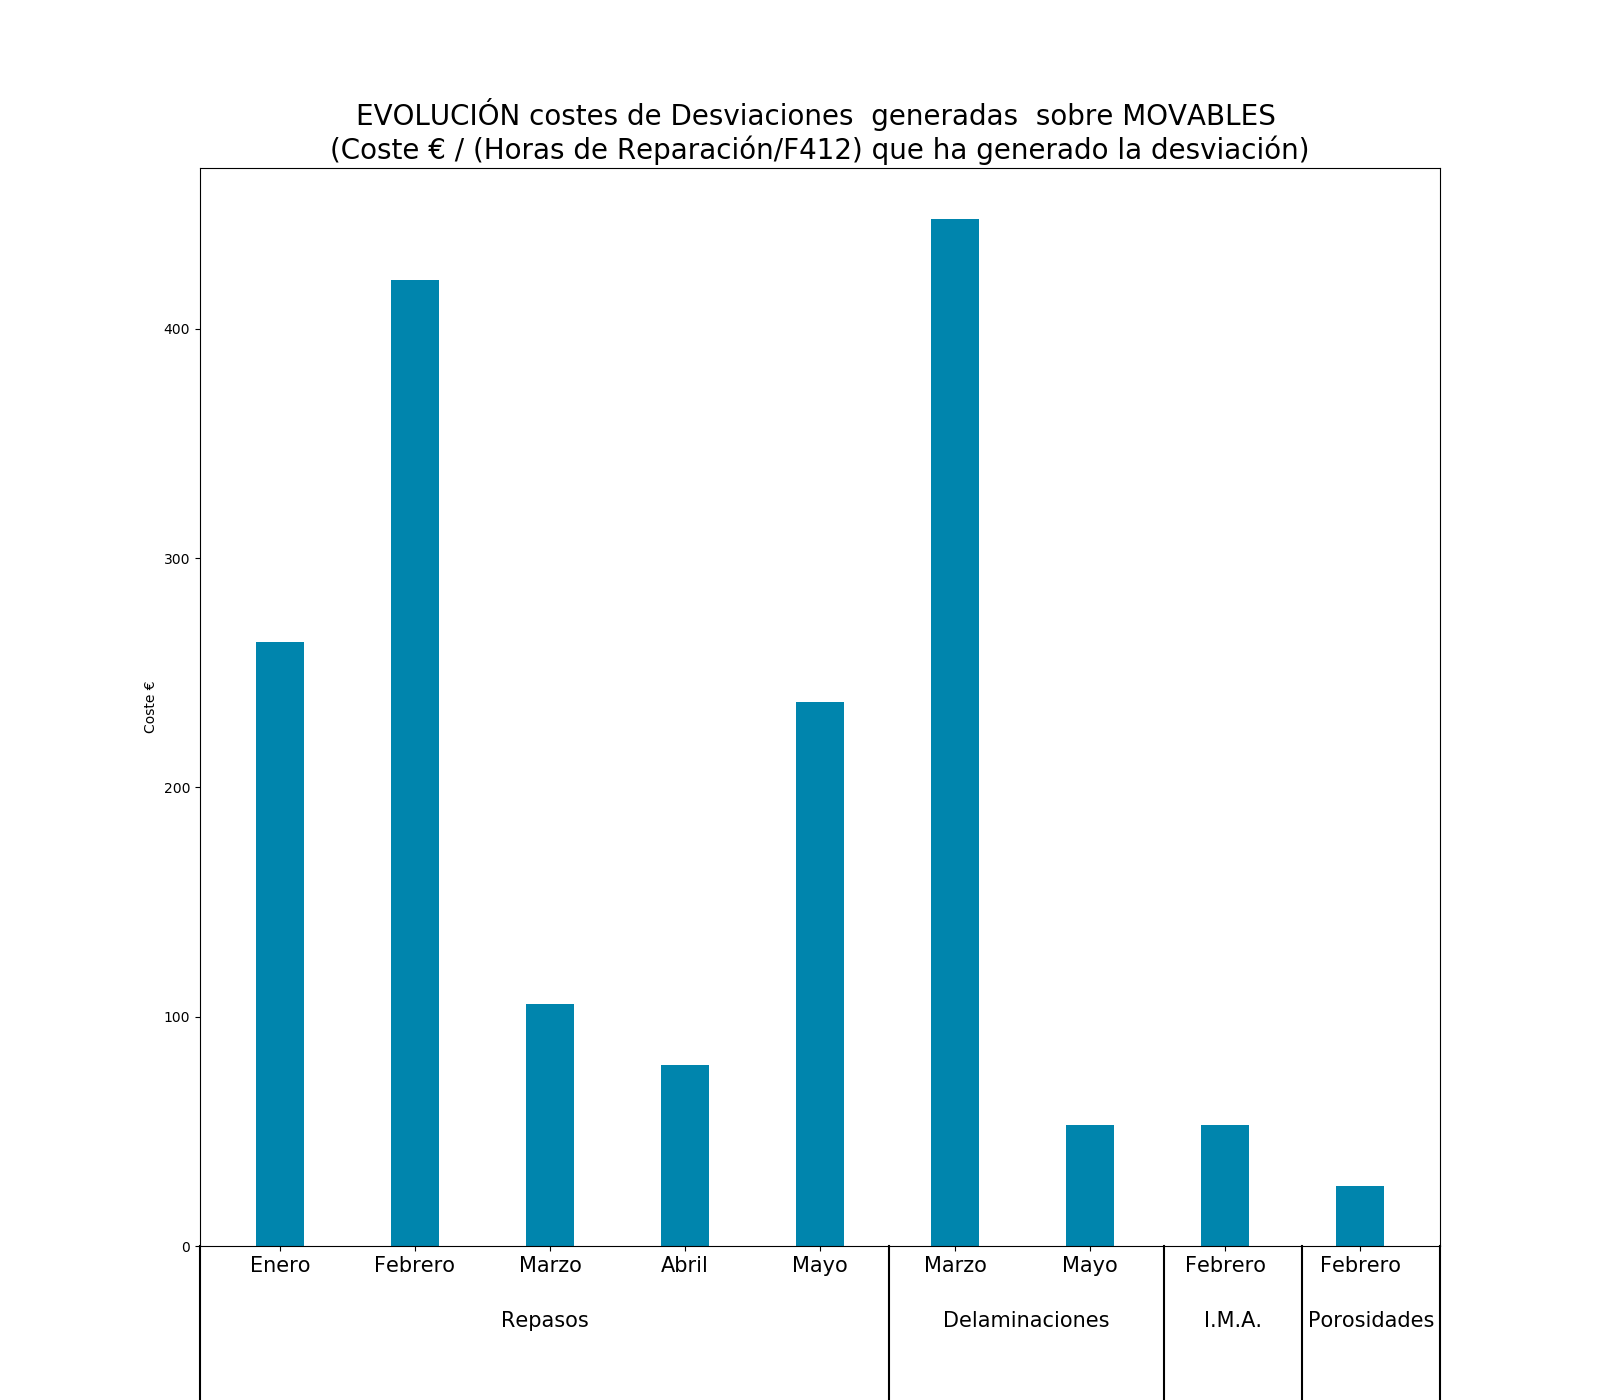 EVOLUCIÓN costes de Desviaciones  generadas  sobre MOVABLES
(Coste € / (Horas de Reparación/F412) que ha generado la desviación)
400
300
Coste €
200
100
0
Enero Febrero Marzo Abril Mayo Marzo Mayo Febrero Febrero
Repasos Delaminaciones I.M.A. Porosidades